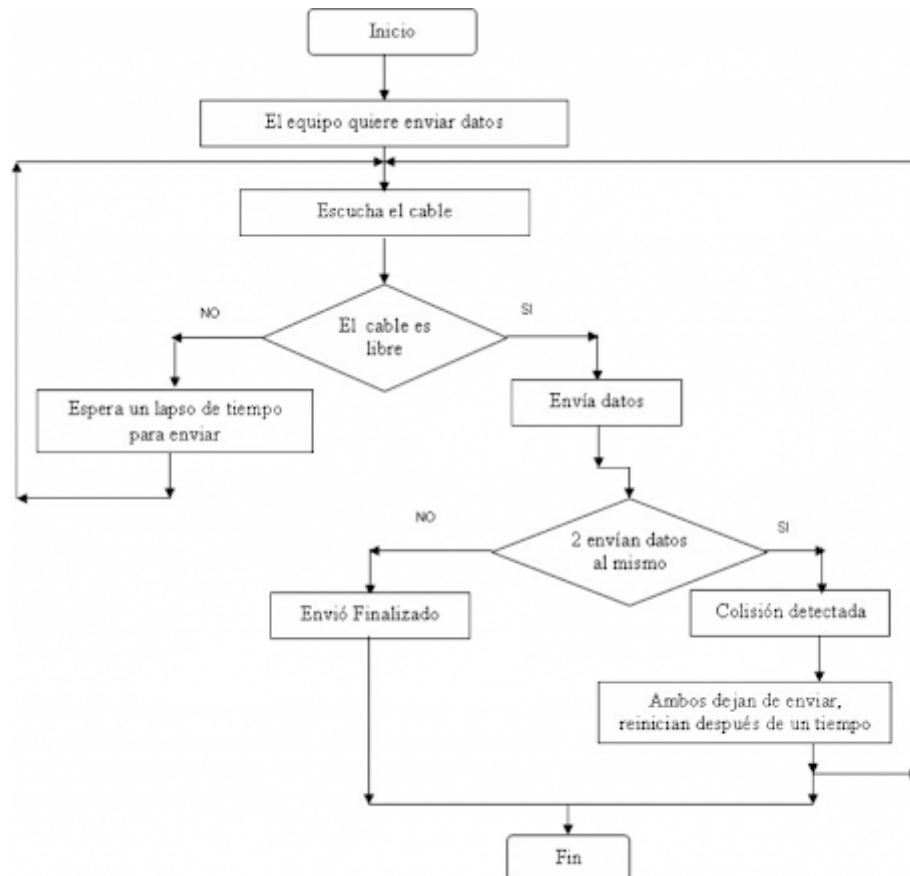 Inicio
El equipo quiere enviar datos
Escucha el cable
NO
SI
El cable es
libre
Espera un lapso de tiempo
para enviar
Envía datos
NO
SI
2 envían datos
al mismo
Envió Finalizado
Colisión detectada
Ambos dejan de enviar,
reinician después de un tiempo
Fin